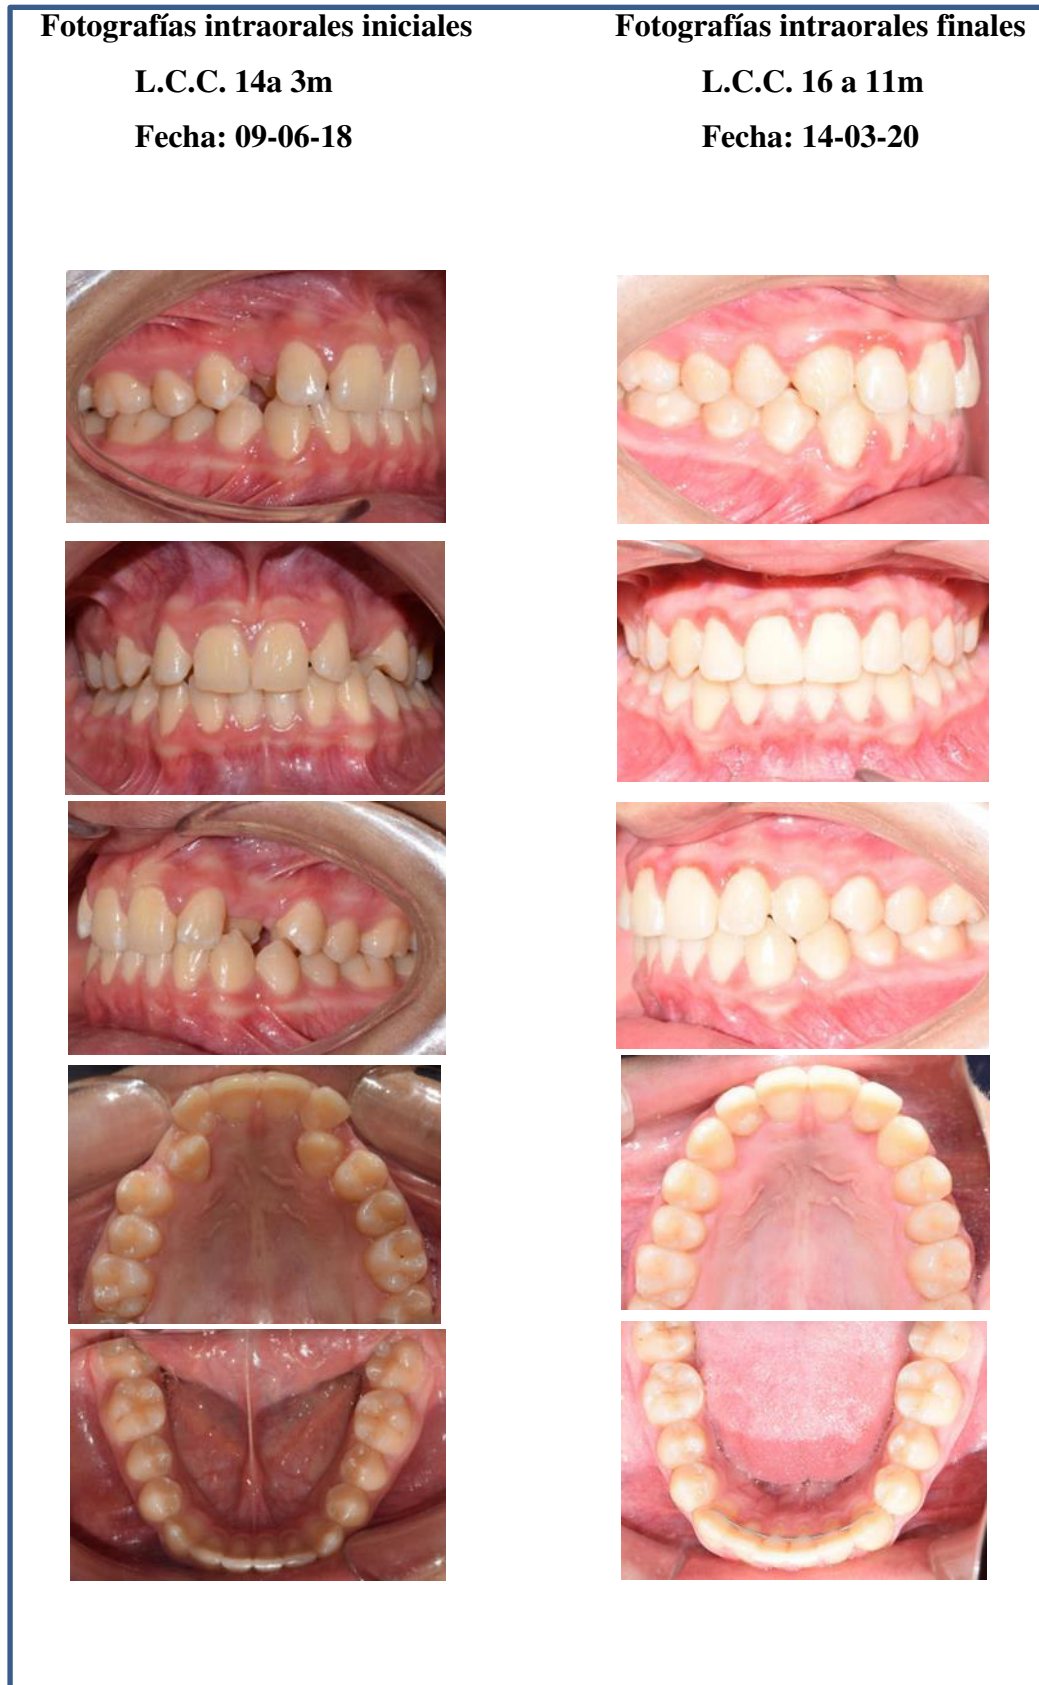 Fotografías intraorales iniciales
L.C.C. 14a 3m
Fecha: 09-06-18
Fotografías intraorales finales
L.C.C. 16 a 11m
Fecha: 14-03-20